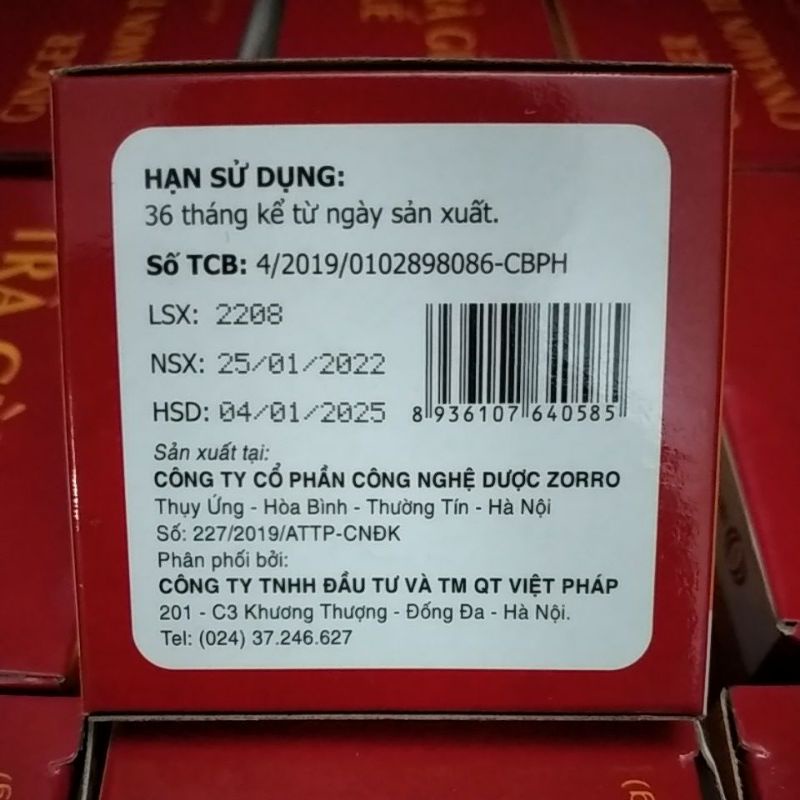 HẠN SỬ DỤNG:
36 tháng kể từ ngày sản xuất.
Số TCB: 4/2019/0102898086-CBPH
LSX: 2208
NSX: 25/01/2022
HSD: 04/01/2025
8 936107 640585
Sản xuất tại:
CÔNG TY CỔ PHẦN CÔNG NGHỆ DƯỢC ZORRO
Thụy Ứng - Hòa Bình - Thường Tín - Hà Nội
Số: 227/2019/ATTP-CNĐK
Phân phối bởi:
CÔNG TY TNHH ĐẦU TƯ VÀ TM QT VIỆT PHÁP
201 - C3 Khương Thượng - Đống Đa - Hà Nội.
Tel: (024) 37.246.627
TRÀ